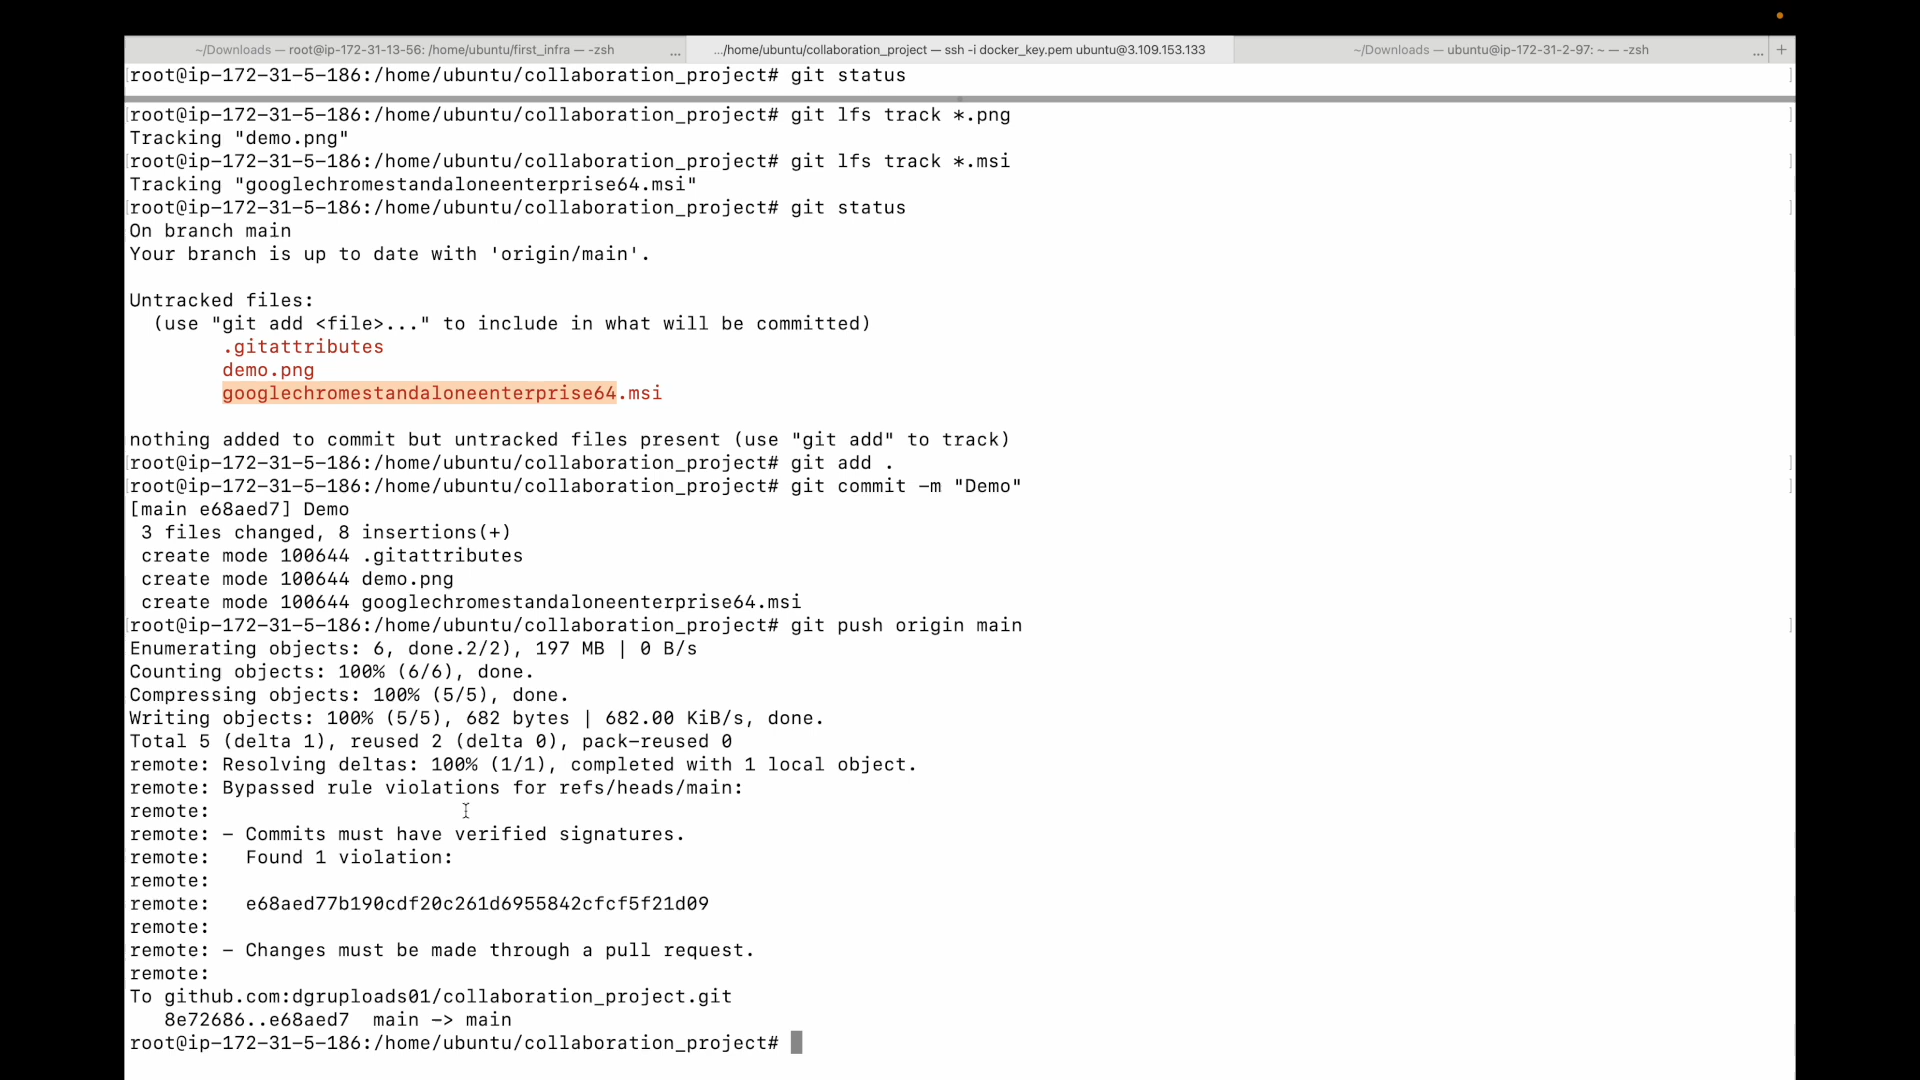 ~/Downloads — root@ip-172-31-13-56: /home/ubuntu/first_infra — -zsh ... .../home/ubuntu/collaboration_project — ssh -i docker_key.pem ubuntu@3.109.153.133 ~/Downloads — ubuntu@ip-172-31-2-97: ~ — -zsh ... +
[root@ip-172-31-5-186:/home/ubuntu/collaboration_project# git status ]
[root@ip-172-31-5-186:/home/ubuntu/collaboration_project# git lfs track *.png ]
Tracking "demo.png"
[root@ip-172-31-5-186:/home/ubuntu/collaboration_project# git lfs track *.msi ]
Tracking "googlechromestandaloneenterprise64.msi"
[root@ip-172-31-5-186:/home/ubuntu/collaboration_project# git status ]
On branch main
Your branch is up to date with 'origin/main'.
Untracked files:
(use "git add <file>..." to include in what will be committed)
.gitattributes
demo.png
googlechromestandaloneenterprise64.msi
nothing added to commit but untracked files present (use "git add" to track)
[root@ip-172-31-5-186:/home/ubuntu/collaboration_project# git add . ]
[root@ip-172-31-5-186:/home/ubuntu/collaboration_project# git commit -m "Demo" ]
[main e68aed7] Demo
3 files changed, 8 insertions(+)
create mode 100644 .gitattributes
create mode 100644 demo.png
create mode 100644 googlechromestandaloneenterprise64.msi
[root@ip-172-31-5-186:/home/ubuntu/collaboration_project# git push origin main ]
Enumerating objects: 6, done.2/2), 197 MB | 0 B/s
Counting objects: 100% (6/6), done.
Compressing objects: 100% (5/5), done.
Writing objects: 100% (5/5), 682 bytes | 682.00 KiB/s, done.
Total 5 (delta 1), reused 2 (delta 0), pack-reused 0
remote: Resolving deltas: 100% (1/1), completed with 1 local object.
remote: Bypassed rule violations for refs/heads/main:
remote:
remote: - Commits must have verified signatures.
remote:   Found 1 violation:
remote:
remote:   e68aed77b190cdf20c261d6955842cfcf5f21d09
remote:
remote: - Changes must be made through a pull request.
remote:
To github.com:dgruploads01/collaboration_project.git
8e72686..e68aed7  main -> main
root@ip-172-31-5-186:/home/ubuntu/collaboration_project#